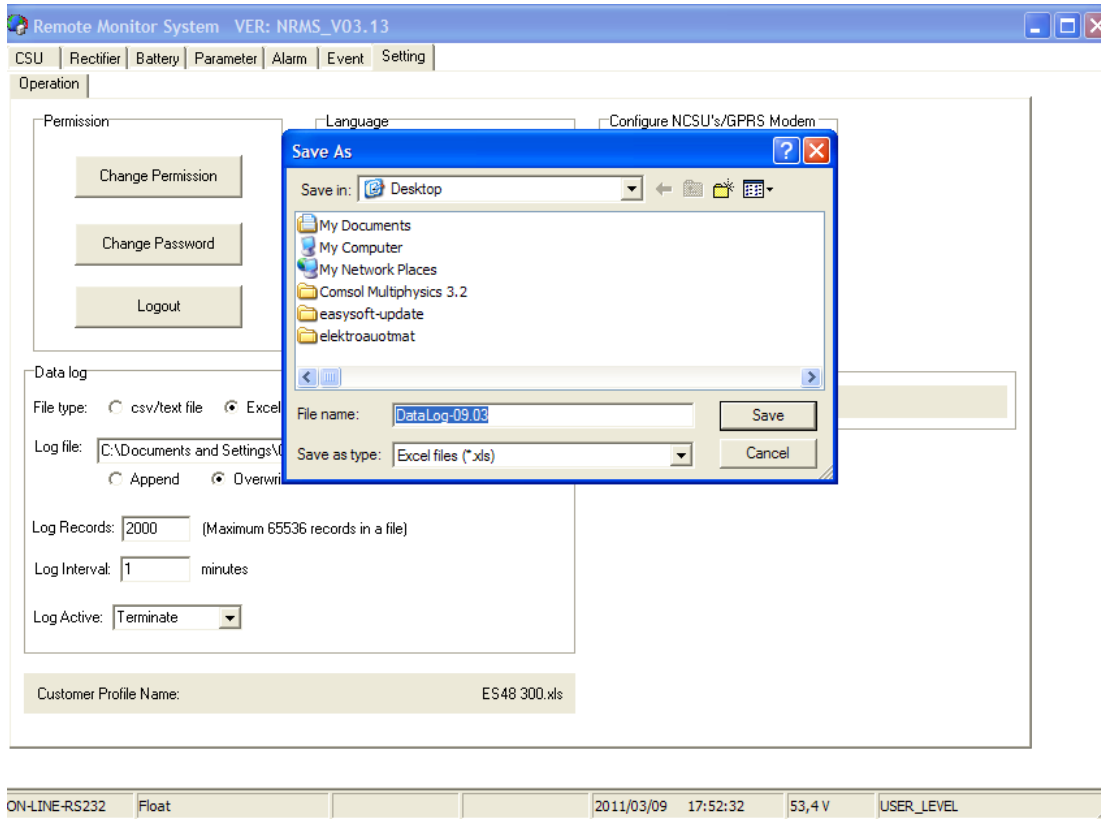 Remote Monitor System VER: NRMS_V03.13
CSU Rectifier Battery Parameter Alarm Event Setting
Operation
Permission
Change Permission
Change Password
Logout
Language
Configure NCSU's/GPRS Modem
Save As
Save in: Desktop
My Documents
My Computer
My Network Places
Comsol Multiphysics 3.2
easysoft-update
elektroauotmat
File name: DataLog-09.03 Save
Save as type: Excel files (*.xls) Cancel
Data log
File type: csv/text file Excel
Log file: C:\Documents and Settings\
Append Overwri
Log Records: 2000 (Maximum 65536 records in a file)
Log Interval: 1 minutes
Log Active: Terminate
Customer Profile Name: ES48 300.xls
ON-LINE-RS232 Float 2011/03/09 17:52:32 53,4 V USER_LEVEL